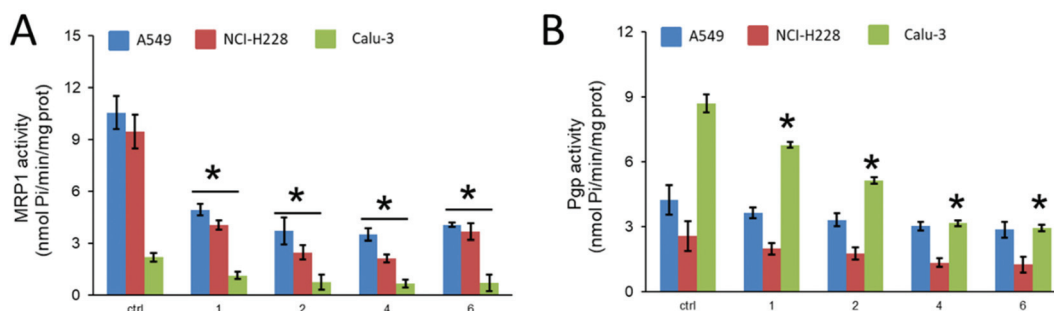 A
A549 NCI-H228 Calu-3
MRP1 activity
(nmol Pi/min/mg prot)
15
12
9
6
3
0
* * * *
ctrl 1 2 4 6
B
A549 NCI-H228 Calu-3
Pgp activity
(nmol Pi/min/mg prot)
12
9
6
3
0
* * * *
ctrl 1 2 4 6